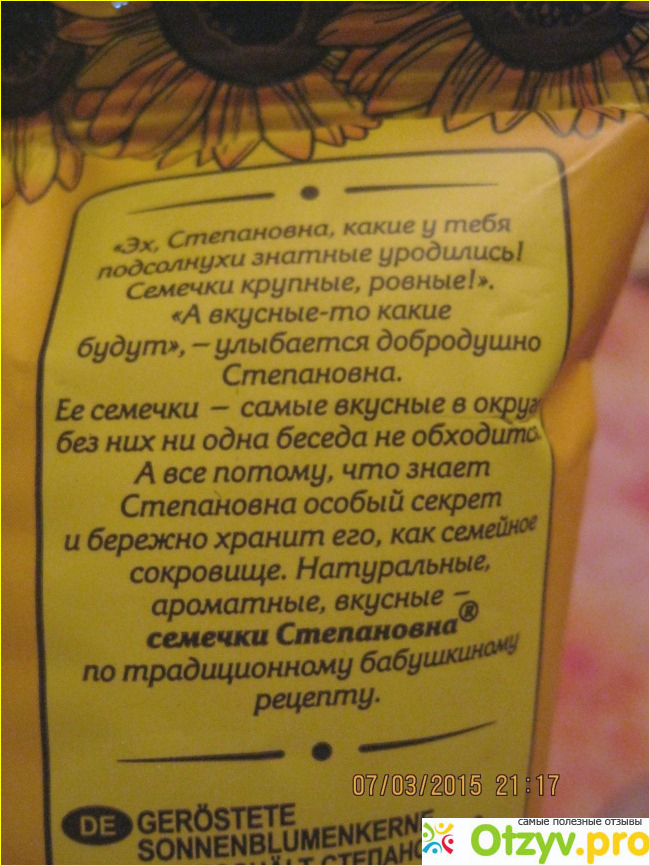 «Эх, Степановна, какие у тебя
подсолнухи знатные уродились!
Семечки крупные, ровные!».
«А вкусные-то какие
будут», – улыбается добродушно
Степановна.
Ее семечки – самые вкусные в округ
без них ни одна беседа не обходится.
А все потому, что знает
Степановна особый секрет
и бережно хранит его, как семейное
сокровище. Натуральные,
ароматные, вкусные –
семечки Степановна®
по традиционному бабушкиному
рецепту.
07/03/2015 21:17
DE GERÖSTETE
SONNENBLUMENKERNE
самые полезные отзывы
Otzyv.pro